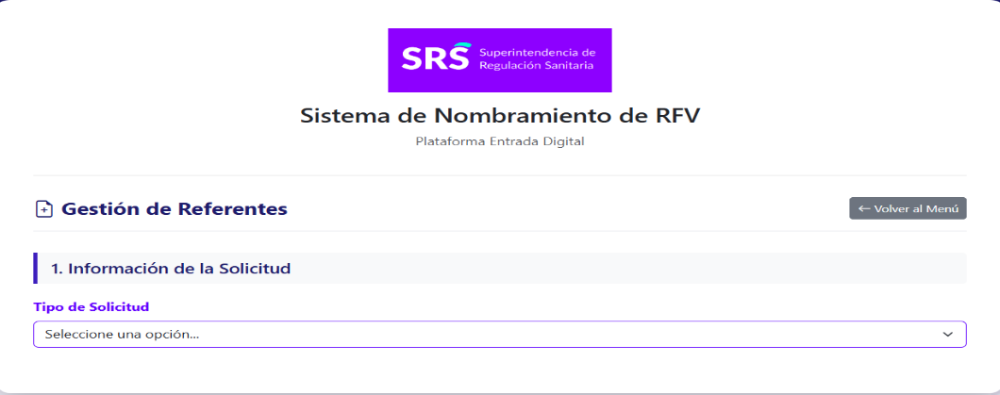 SRS
Superintendencia de
Regulación Sanitaria
Sistema de Nombramiento de RFV
Plataforma Entrada Digital
Gestión de Referentes
← Volver al Menú
1. Información de la Solicitud
Tipo de Solicitud
Seleccione una opción...